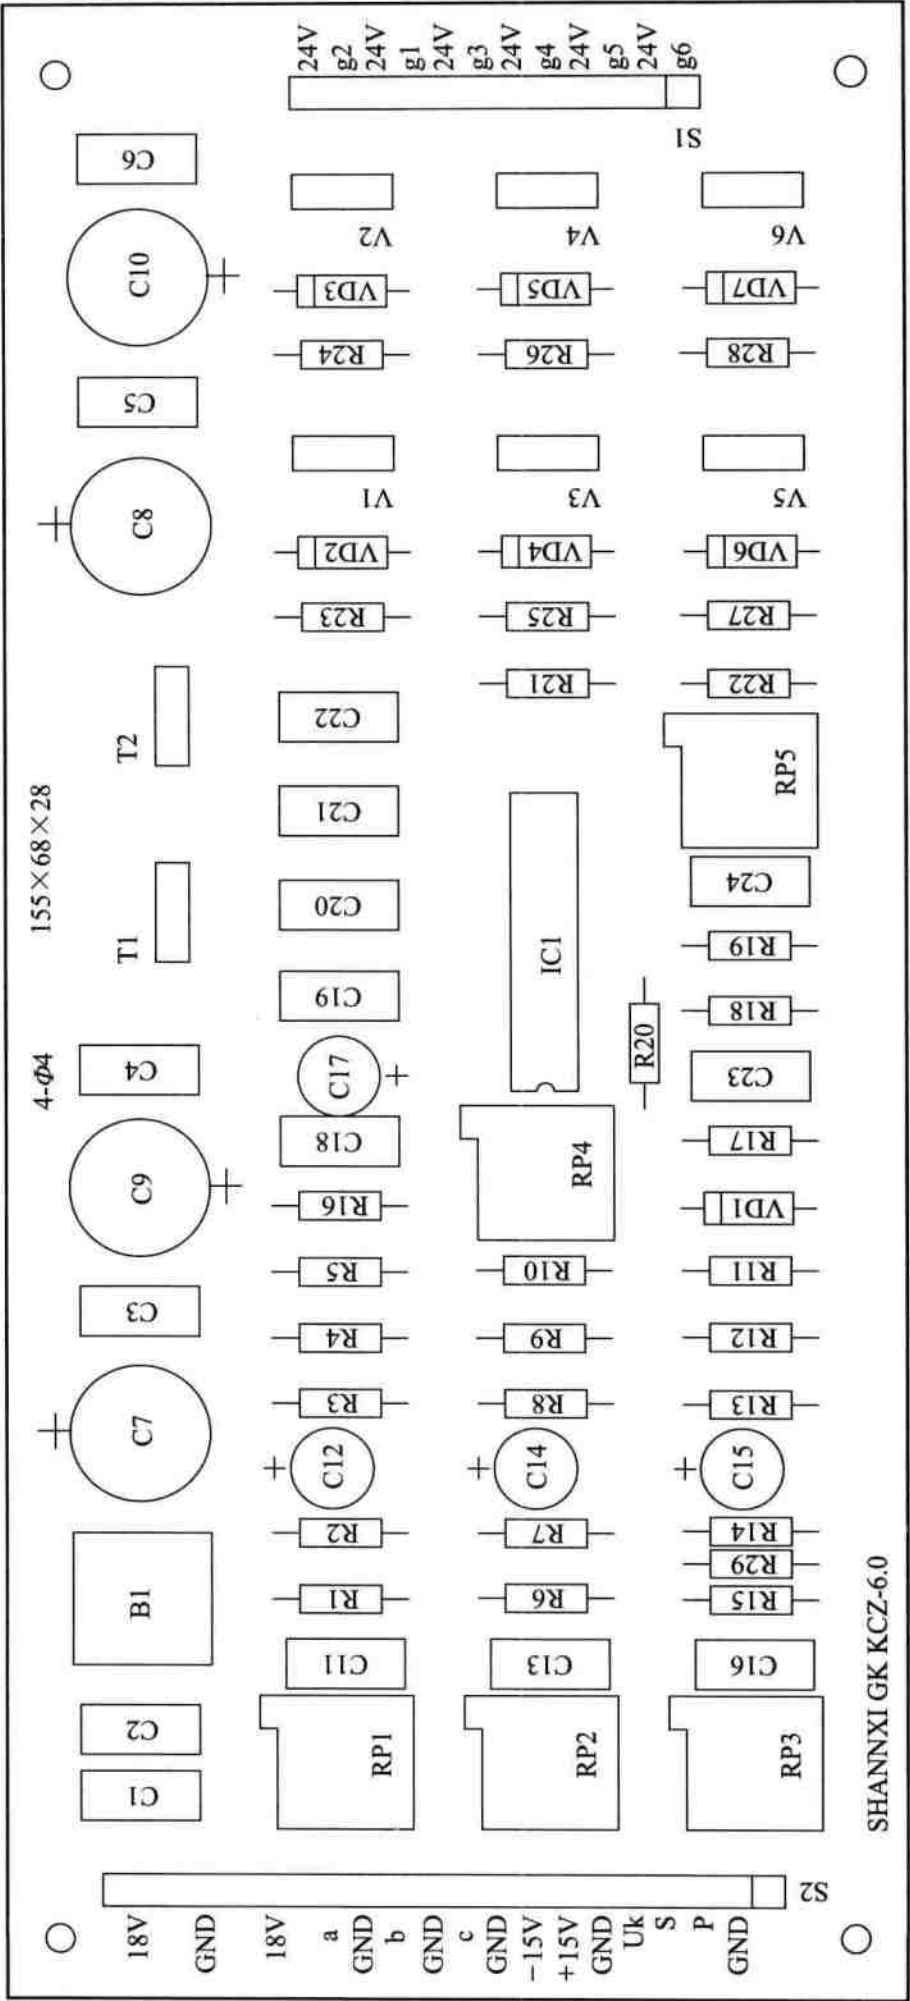 24V
g2
24V
g1
24V
g3
24V
g4
24V
g5
24V
g6
S1
C6
C10
V2
V4
V6
VD3
VD5
VD7
R24
R26
R28
C5
C8
V1
V3
V5
VD2
VD4
VD6
R23
R25
R27
R21
R22
C22
T2
RP5
155×68×28
C21
C24
C20
T1
IC1
R19
C19
R18
R20
4-Φ4
C4
C17
C23
C18
R17
RP4
C9
R16
VD1
R5
R10
R11
C3
R4
R9
R12
R3
R8
R13
C7
C12
C14
C15
R2
R7
R14
R29
B1
R1
R6
R15
C11
C13
C16
C2
RP1
RP2
RP3
C1
SHANNXI GK KCZ-6.0
S2
18V
GND
18V
a
GND
b
GND
c
GND
-15V
+15V
GND
Uk
S
P
GND